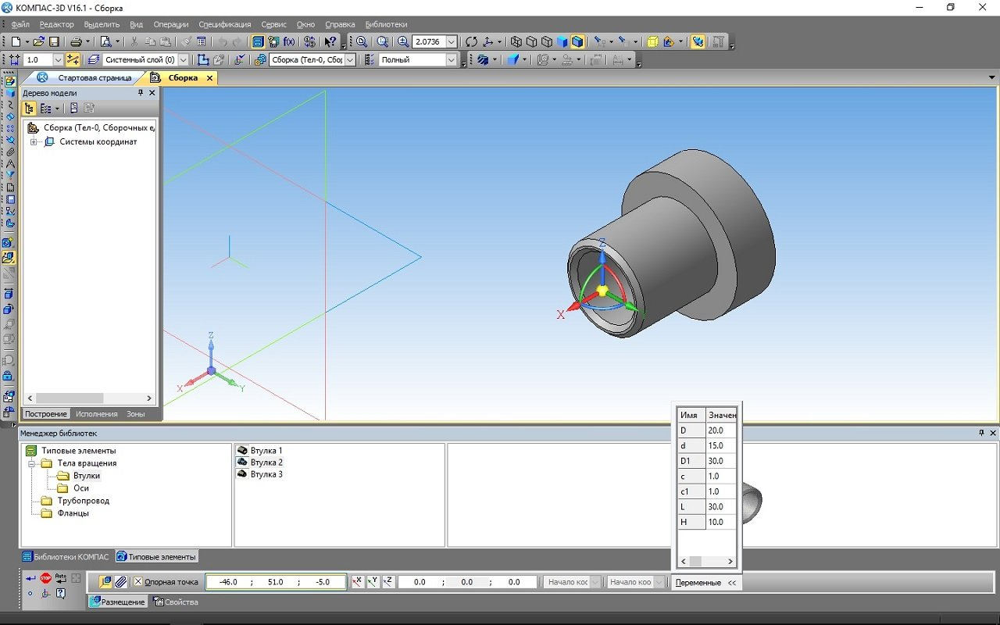 КОМПАС-3D V16.1 - Сборка
Файл Редактор Выделить Вид Операции Спецификация Сервис Окно Справка Библиотеки
f(x) 2.0736
1.0 Системный слой (0) Сборка (Тел-0, Сбор Полный
Стартовая страница Сборка
Дерево модели
Сборка (Тел-0, Сборочных е
Системы координат
Z
X
Z
X Y
Построение Исполнения Зоны
Менеджер библиотек
Типовые элементы
Тела вращения
Втулки
Оси
Трубопровод
Фланцы
Втулка 1
Втулка 2
Втулка 3
Имя Значен
D 20.0
d 15.0
D1 30.0
c 1.0
c1 1.0
L 30.0
H 10.0
Библиотеки КОМПАС Типовые элементы
STOP Auto
Опорная точка -46.0 ; 51.0 ; -5.0 X Y Z 0.0 ; 0.0 ; 0.0 Начало коо Начало коо Переменные <<
Размещение Свойства